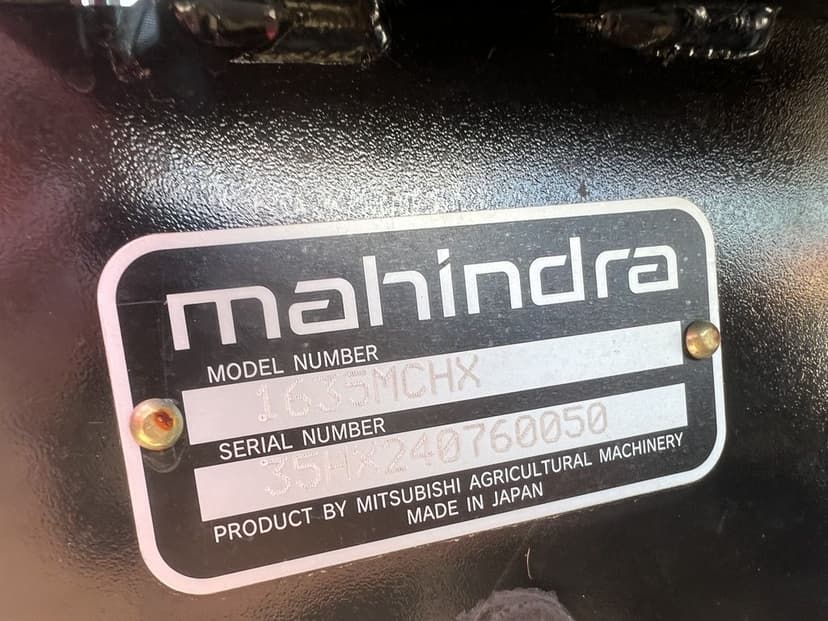 mahindra
MODEL NUMBER
1635MCHX
SERIAL NUMBER
35HX240760050
PRODUCT BY MITSUBISHI AGRICULTURAL MACHINERY
MADE IN JAPAN